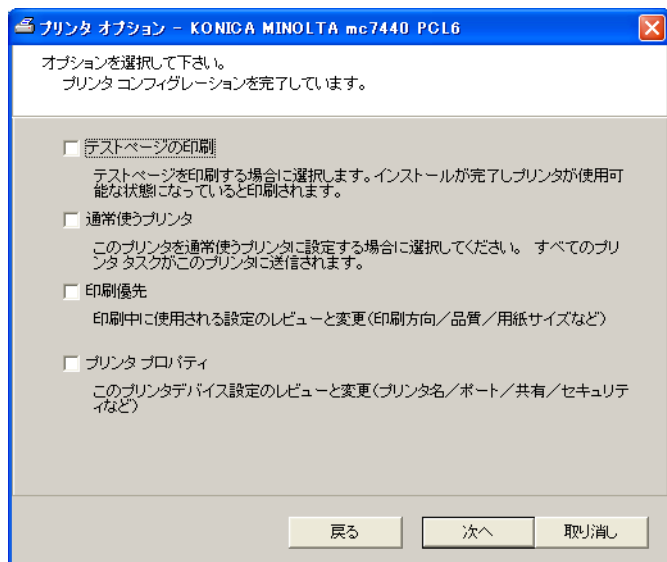 プリンタ オプション - KONICA MINOLTA mc7440 PCL6
オプションを選択して下さい。
プリンタ コンフィグレーションを完了しています。
テストページの印刷
テストページを印刷する場合に選択します。インストールが完了しプリンタが使用可
能な状態になっていると印刷されます。
通常使うプリンタ
このプリンタを通常使うプリンタに設定する場合に選択してください。 すべてのプリ
ンタ タスクがこのプリンタに送信されます。
印刷優先
印刷中に使用される設定のレビューと変更(印刷方向／品質／用紙サイズなど)
プリンタ プロパティ
このプリンタデバイス設定のレビューと変更(プリンタ名／ポート／共有／セキュリテ
ィなど)
戻る
次へ
取り消し